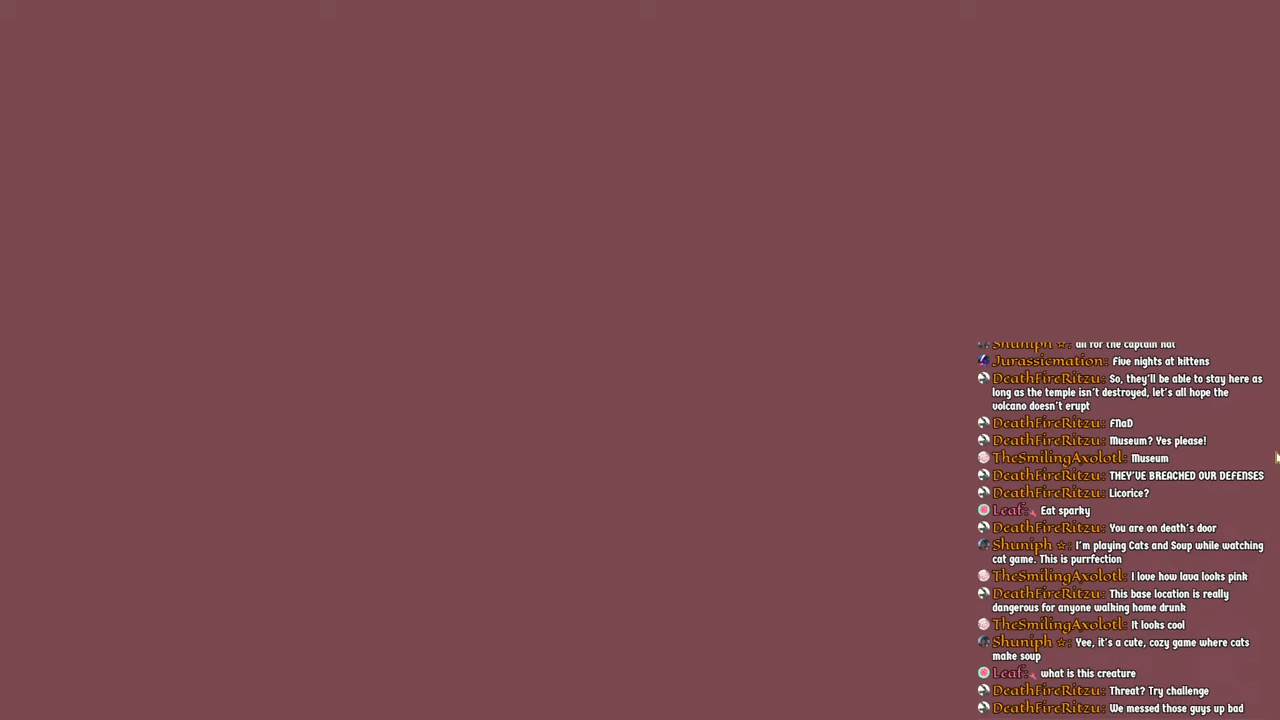 Shuniph ☆: all for the captain hat
Jurassicmation: Five nights at kittens
DeathFireRitzu: So, they'll be able to stay here as
long as the temple isn't destroyed, let's all hope the
volcano doesn't erupt
DeathFireRitzu: FNaD
DeathFireRitzu: Museum? Yes please!
TheSmilingAxolotl: Museum
DeathFireRitzu: THEY'VE BREACHED OUR DEFENSES
DeathFireRitzu: Licorice?
Leaf: Eat sparky
DeathFireRitzu: You are on death's door
Shuniph ☆: I'm playing Cats and Soup while watching
cat game. This is purrfection
TheSmilingAxolotl: I love how lava looks pink
DeathFireRitzu: This base location is really
dangerous for anyone walking home drunk
TheSmilingAxolotl: It looks cool
Shuniph ☆: Yee, it's a cute, cozy game where cats
make soup
Leaf: what is this creature
DeathFireRitzu: Threat? Try challenge
DeathFireRitzu: We messed those guys up bad